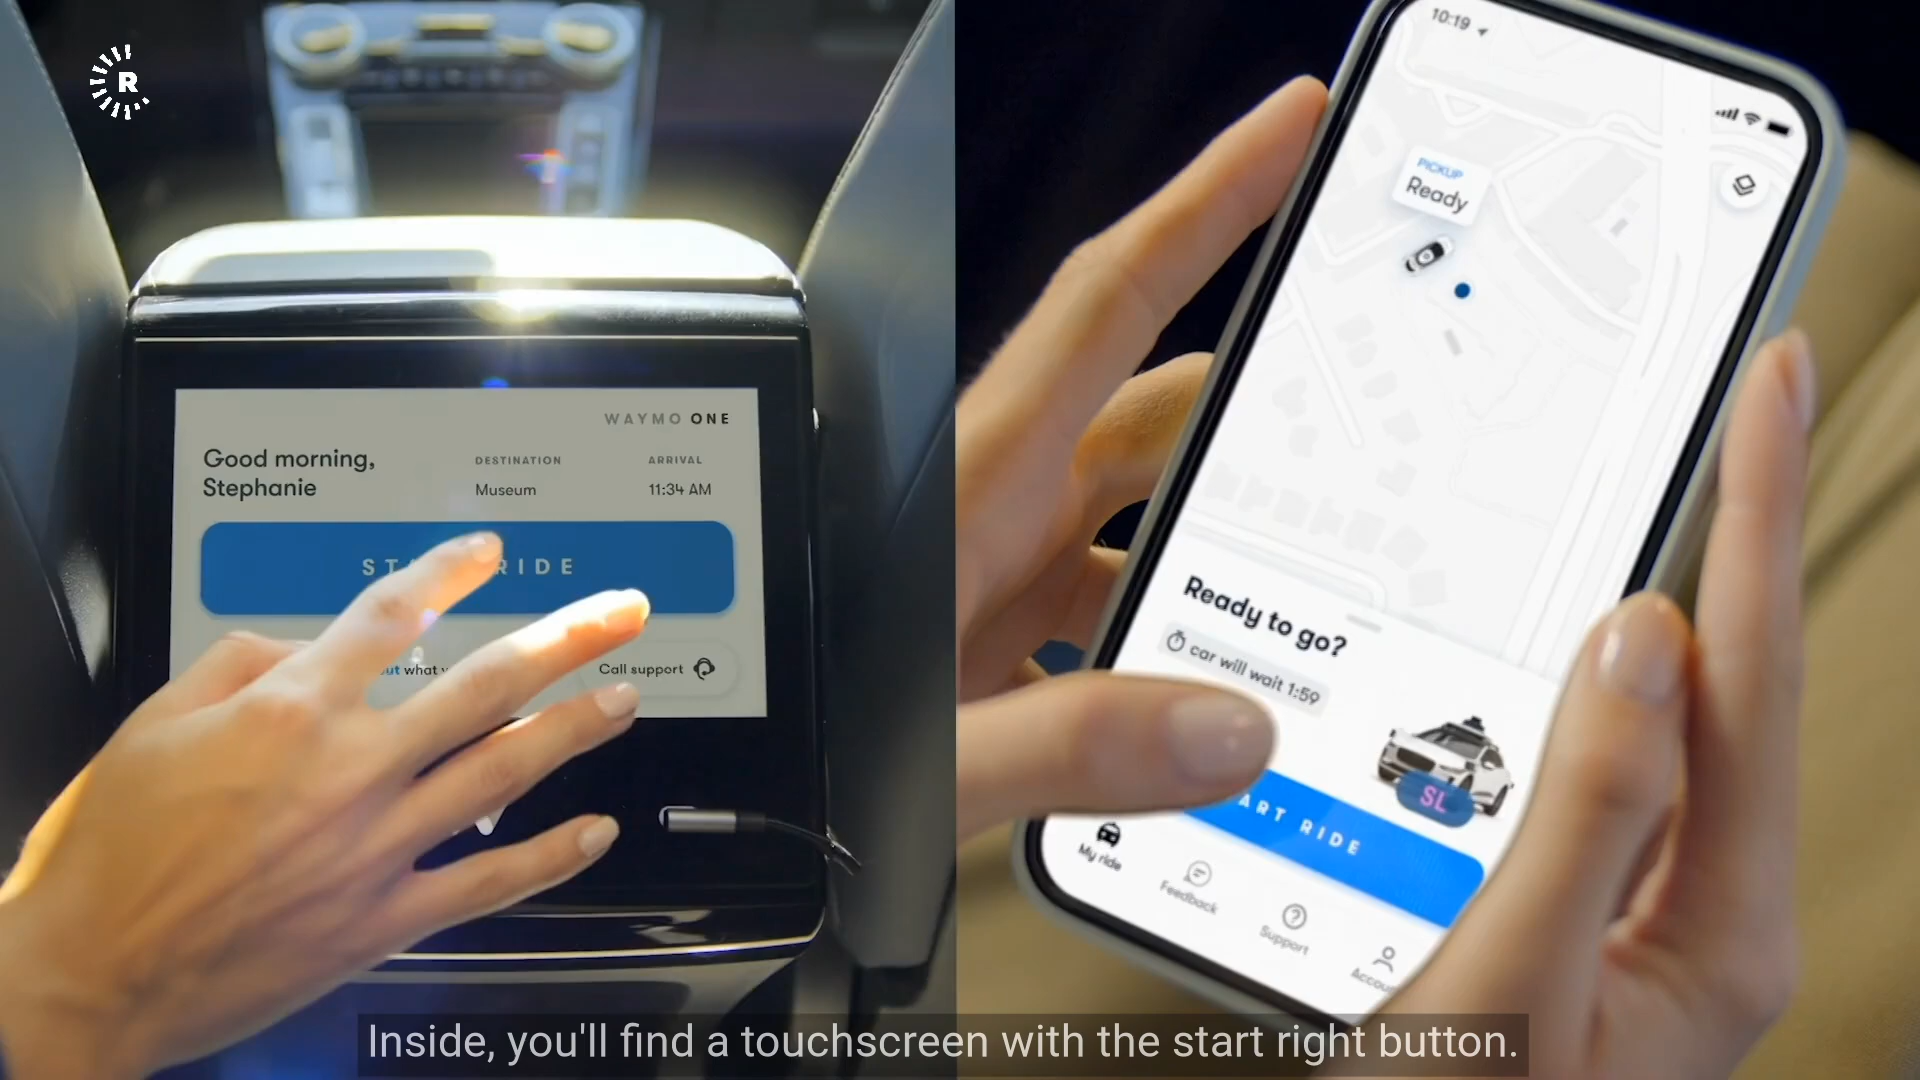 R
WAYMO ONE
Good morning,
Stephanie
DESTINATION
Museum
ARRIVAL
11:34 AM
RIDE
what
Call support
10:19
PICKUP
Ready
Ready to go?
car will wait 1:59
SL
RIDE
My ride
Feedback
Support
Inside, you'll find a touchscreen with the start right button.